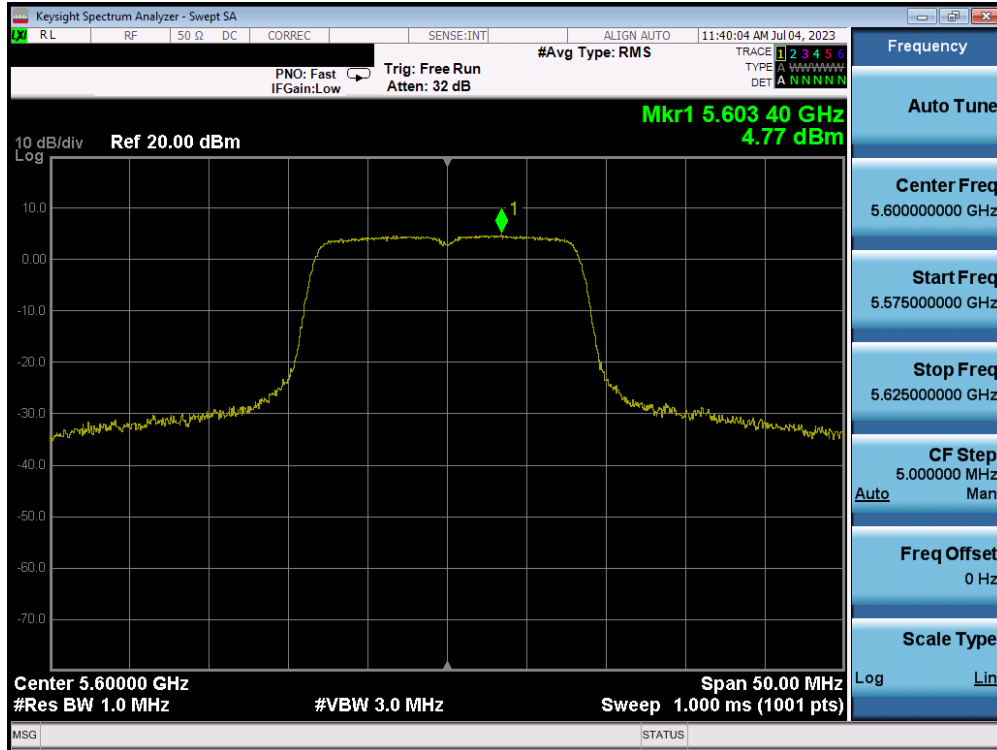 Keysight Spectrum Analyzer - Swept SA
LXI RL RF 50 Ω DC CORREC SENSE:INT ALIGN AUTO 11:40:04 AM Jul 04, 2023
PNO: Fast
IFGain:Low
Trig: Free Run
Atten: 32 dB
#Avg Type: RMS
TRACE 1 2 3 4 5 6
TYPE A WWWWW
DET A N N N N N
Mkr1 5.603 40 GHz
4.77 dBm
10 dB/div
Log
Ref 20.00 dBm
1
10.0
0.00
-10.0
-20.0
-30.0
-40.0
-50.0
-60.0
-70.0
Center 5.60000 GHz
Span 50.00 MHz
#Res BW 1.0 MHz
#VBW 3.0 MHz
Sweep 1.000 ms (1001 pts)
MSG
STATUS
Frequency
Auto Tune
Center Freq
5.600000000 GHz
Start Freq
5.575000000 GHz
Stop Freq
5.625000000 GHz
CF Step
5.000000 MHz
Auto Man
Freq Offset
0 Hz
Scale Type
Log Lin